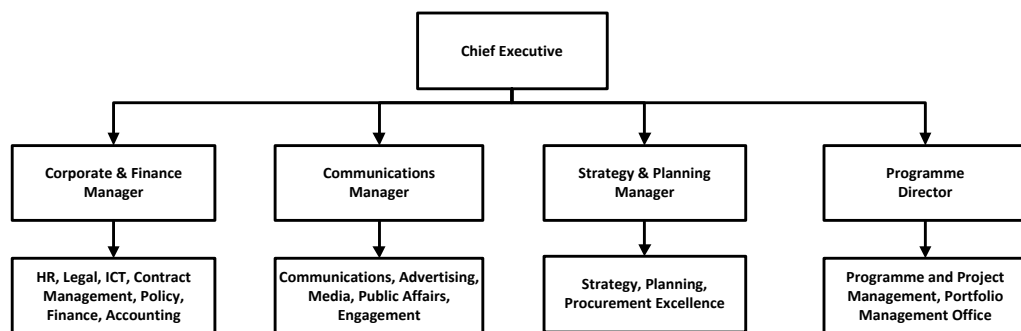 Chief Executive
Corporate & Finance
Manager
Communications
Manager
Strategy & Planning
Manager
Programme
Director
HR, Legal, ICT, Contract
Management, Policy,
Finance, Accounting
Communications, Advertising,
Media, Public Affairs,
Engagement
Strategy, Planning,
Procurement Excellence
Programme and Project
Management, Portfolio
Management Office